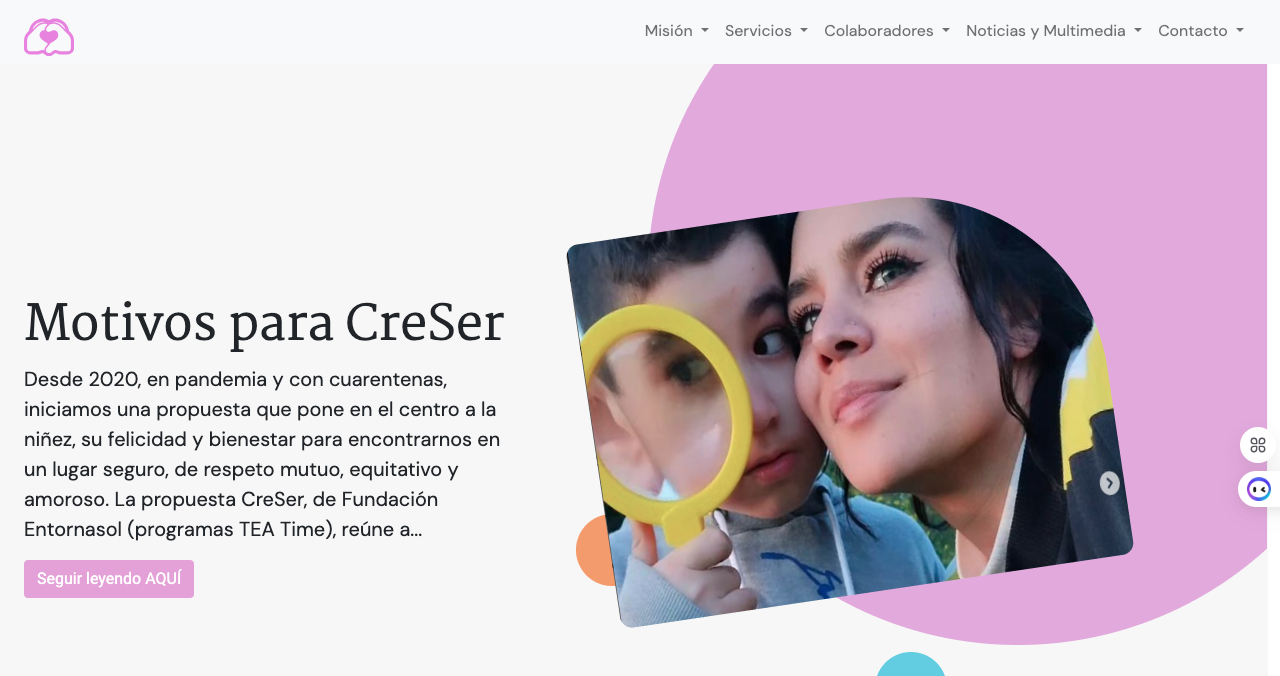 Misión
Servicios
Colaboradores
Noticias y Multimedia
Contacto
Motivos para CreSer
Desde 2020, en pandemia y con cuarentenas,
iniciamos una propuesta que pone en el centro a la
niñez, su felicidad y bienestar para encontrarnos en
un lugar seguro, de respeto mutuo, equitativo y
amoroso. La propuesta CreSer, de Fundación
Entornasol (programas TEA Time), reúne a...
Seguir leyendo AQUÍ